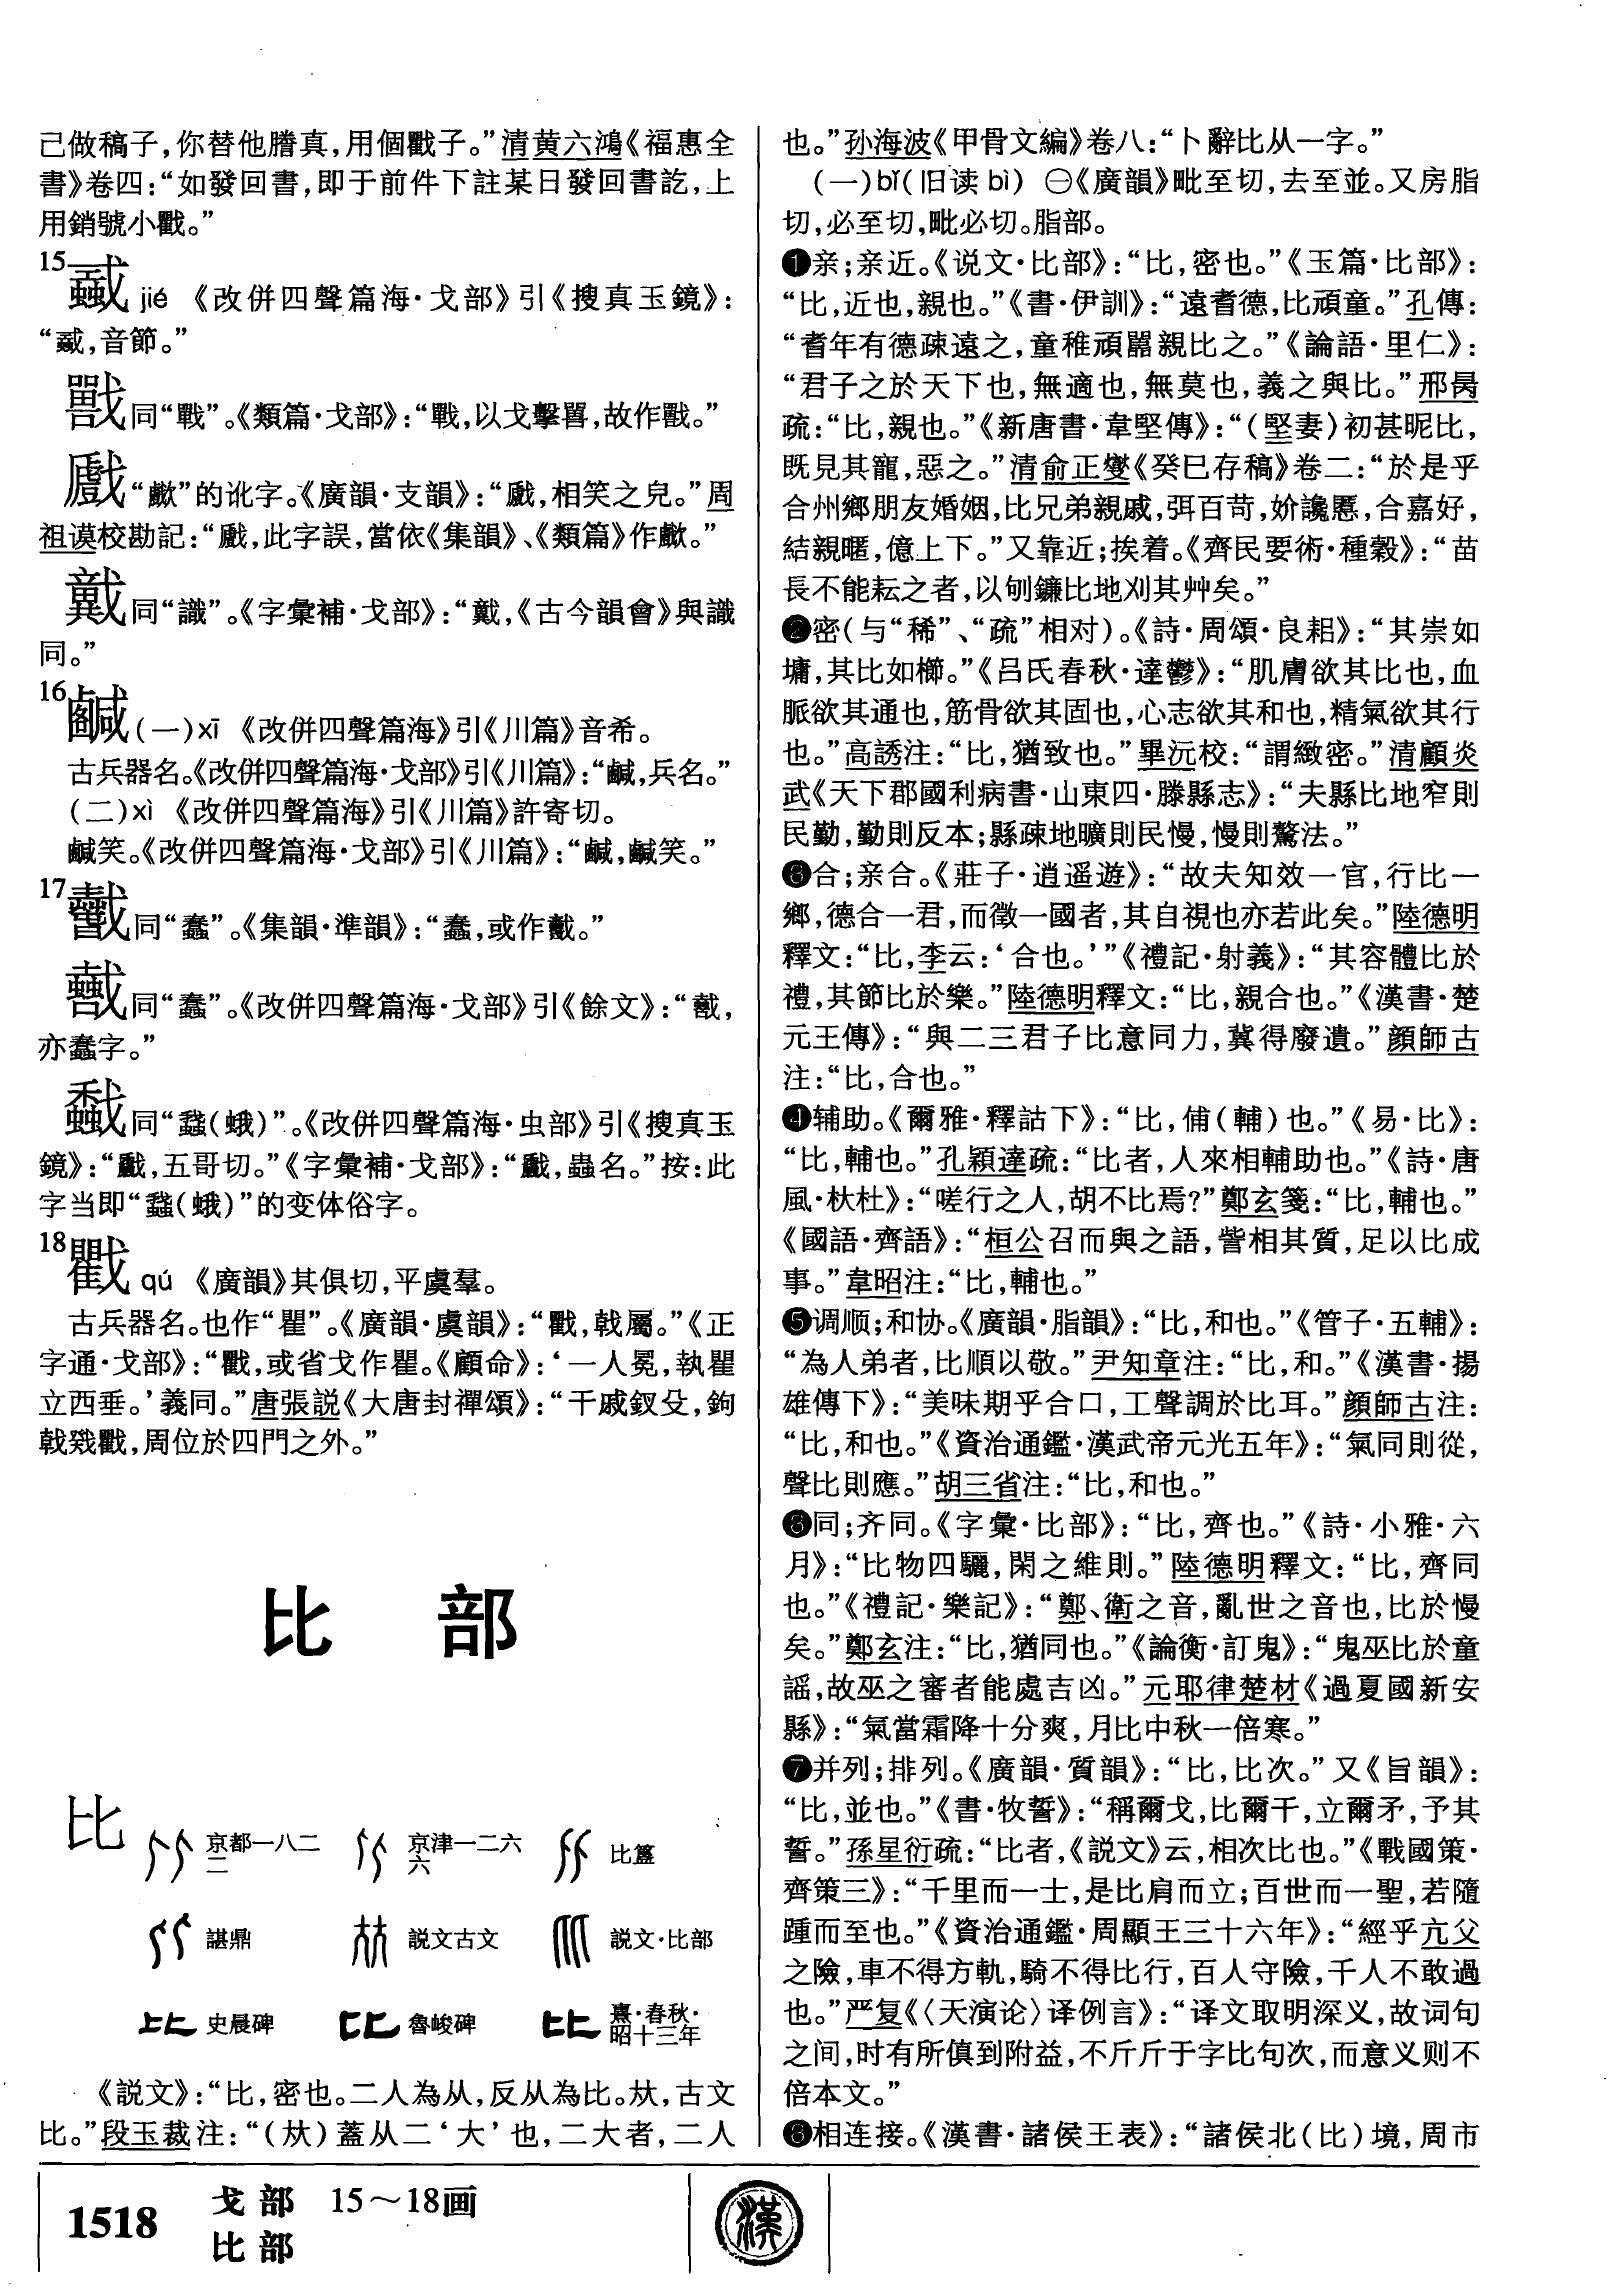 己做稿子，你替他謄真，用個戳子。”清黄六鴻《福惠全
書》卷四：“如發回書，即于前件下註某日發回書訖，上
用銷號小戳。”
15
jié 《改併四聲篇海·戈部》引《搜真玉鏡》：
，音節。”
同“戰”。《類篇·戈部》：“戰，以戈擊嘼，故作。”
“歑”的讹字。《廣韻·支韻》：“，相笑之皃。”周
祖谟校勘記：“，此字誤，當依《集韻》、《類篇》作。”
同“識”。《字彙補·戈部》：“，《古今韻會》與識
同。”
16
(一)xī 《改併四聲篇海》引《川篇》音希。
古兵器名。《改併四聲篇海·戈部》引《川篇》：“，兵名。”
(二)xì 《改併四聲篇海》引《川篇》許寄切。
笑。《改併四聲篇海·戈部》引《川篇》：“，笑。”
17
同“蠢”。《集韻·準韻》：“蠢，或作。”
同“蠢”。《改併四聲篇海·戈部》引《餘文》：“，
亦蠢字。”
同“䖸(蛾)”。《改併四聲篇海·虫部》引《搜真玉
鏡》：“，五哥切。”《字彙補·戈部》：“，蟲名。”按：此
字当即“䖸(蛾)”的变体俗字。
18
戵 qú 《廣韻》其俱切，平虞羣。
古兵器名。也作“瞿”。《廣韻·虞韻》：“戵，戟屬。”《正
字通·戈部》：“戵，或省戈作瞿。《顧命》：‘一人冕，執瞿
立西垂。’義同。”唐張説《大唐封禪頌》：“干戚釵殳，鉤
戟戣戵，周位於四門之外。”
比 部
比 京都一八二二 京津一二六六 比簋
諶鼎 説文古文 説文·比部
史晨碑 魯峻碑 熹·春秋·昭十三年
《説文》：“比，密也。二人為从，反从為比。夶，古文
比。”段玉裁注：“(夶)蓋从二‘大’也，二大者，二人
也。”孙海波《甲骨文編》卷八：“卜辭比从一字。”
(一)bǐ(旧读bì) ㊀《廣韻》毗至切，去至並。又房脂
切，必至切，毗必切。脂部。
❶亲；亲近。《说文·比部》：“比，密也。”《玉篇·比部》：
“比，近也，親也。”《書·伊訓》：“遠耆德，比頑童。”孔傳：
“耆年有德疎遠之，童稚頑嚚親比之。”《論語·里仁》：
“君子之於天下也，無適也，無莫也，義之與比。”邢昺
疏：“比，親也。”《新唐書·韋堅傳》：“(堅妻)初甚昵比，
既見其寵，惡之。”清俞正燮《癸巳存稿》卷二：“於是乎
合州鄉朋友婚姻，比兄弟親戚，弭百苛，妎讒慝，合嘉好，
結親暱，億上下。”又靠近；挨着。《齊民要術·種穀》：“苗
長不能耘之者，以刎鐮比地刈其艸矣。”
❷密(与“稀”、“疏”相对)。《詩·周頌·良耜》：“其崇如
墉，其比如櫛。”《吕氏春秋·達鬱》：“肌膚欲其比也，血
脈欲其通也，筋骨欲其固也，心志欲其和也，精氣欲其行
也。”高誘注：“比，猶致也。”畢沅校：“謂緻密。”清顧炎
武《天下郡國利病書·山東四·滕縣志》：“夫縣比地窄則
民勤，勤則反本；縣疎地曠則民慢，慢則驁法。”
❸合；亲合。《莊子·逍遥遊》：“故夫知效一官，行比一
鄉，德合一君，而徵一國者，其自視也亦若此矣。”陸德明
釋文：“比，李云：‘合也。’”《禮記·射義》：“其容體比於
禮，其節比於樂。”陸德明釋文：“比，親合也。”《漢書·楚
元王傳》：“與二三君子比意同力，冀得廢遺。”顏師古
注：“比，合也。”
❹辅助。《爾雅·釋詁下》：“比，俌(輔)也。”《易·比》：
“比，輔也。”孔穎達疏：“比者，人來相輔助也。”《詩·唐
風·杕杜》：“嗟行之人，胡不比焉？”鄭玄箋：“比，輔也。”
《國語·齊語》：“桓公召而與之語，訾相其質，足以比成
事。”韋昭注：“比，輔也。”
❺调顺；和协。《廣韻·脂韻》：“比，和也。”《管子·五輔》：
“為人弟者，比順以敬。”尹知章注：“比，和。”《漢書·揚
雄傳下》：“美味期乎合口，工聲調於比耳。”顏師古注：
“比，和也。”《資治通鑑·漢武帝元光五年》：“氣同則從，
聲比則應。”胡三省注：“比，和也。”
❻同；齐同。《字彙·比部》：“比，齊也。”《詩·小雅·六
月》：“比物四驪，閑之維則。”陸德明釋文：“比，齊同
也。”《禮記·樂記》：“鄭、衛之音，亂世之音也，比於慢
矣。”鄭玄注：“比，猶同也。”《論衡·訂鬼》：“鬼巫比於童
謡，故巫之審者能處吉凶。”元耶律楚材《過夏國新安
縣》：“氣當霜降十分爽，月比中秋一倍寒。”
❼并列；排列。《廣韻·質韻》：“比，比次。”又《旨韻》：
“比，並也。”《書·牧誓》：“稱爾戈，比爾干，立爾矛，予其
誓。”孫星衍疏：“比者，《説文》云，相次比也。”《戰國策·
齊策三》：“千里而一士，是比肩而立；百世而一聖，若隨
踵而至也。”《資治通鑑·周顯王三十六年》：“經乎亢父
之險，車不得方軌，騎不得比行，百人守險，千人不敢過
也。”严复《〈天演论〉译例言》：“译文取明深义，故词句
之间，时有所傎到附益，不斤斤于字比句次，而意义则不
倍本文。”
❽相连接。《漢書·諸侯王表》：“諸侯北(比)境，周市
1518 戈部 15～18画
比部
漢